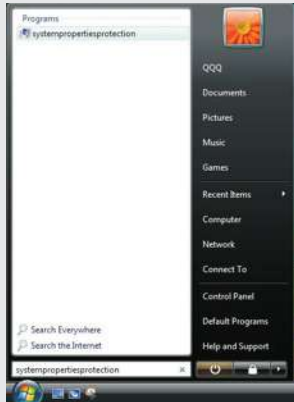 Programs
systempropertiesprotection
Search Everywhere
Search the Internet
systempropertiesprotection
QQQ
Documents
Pictures
Music
Games
Recent Items
Computer
Network
Connect To
Control Panel
Default Programs
Help and Support